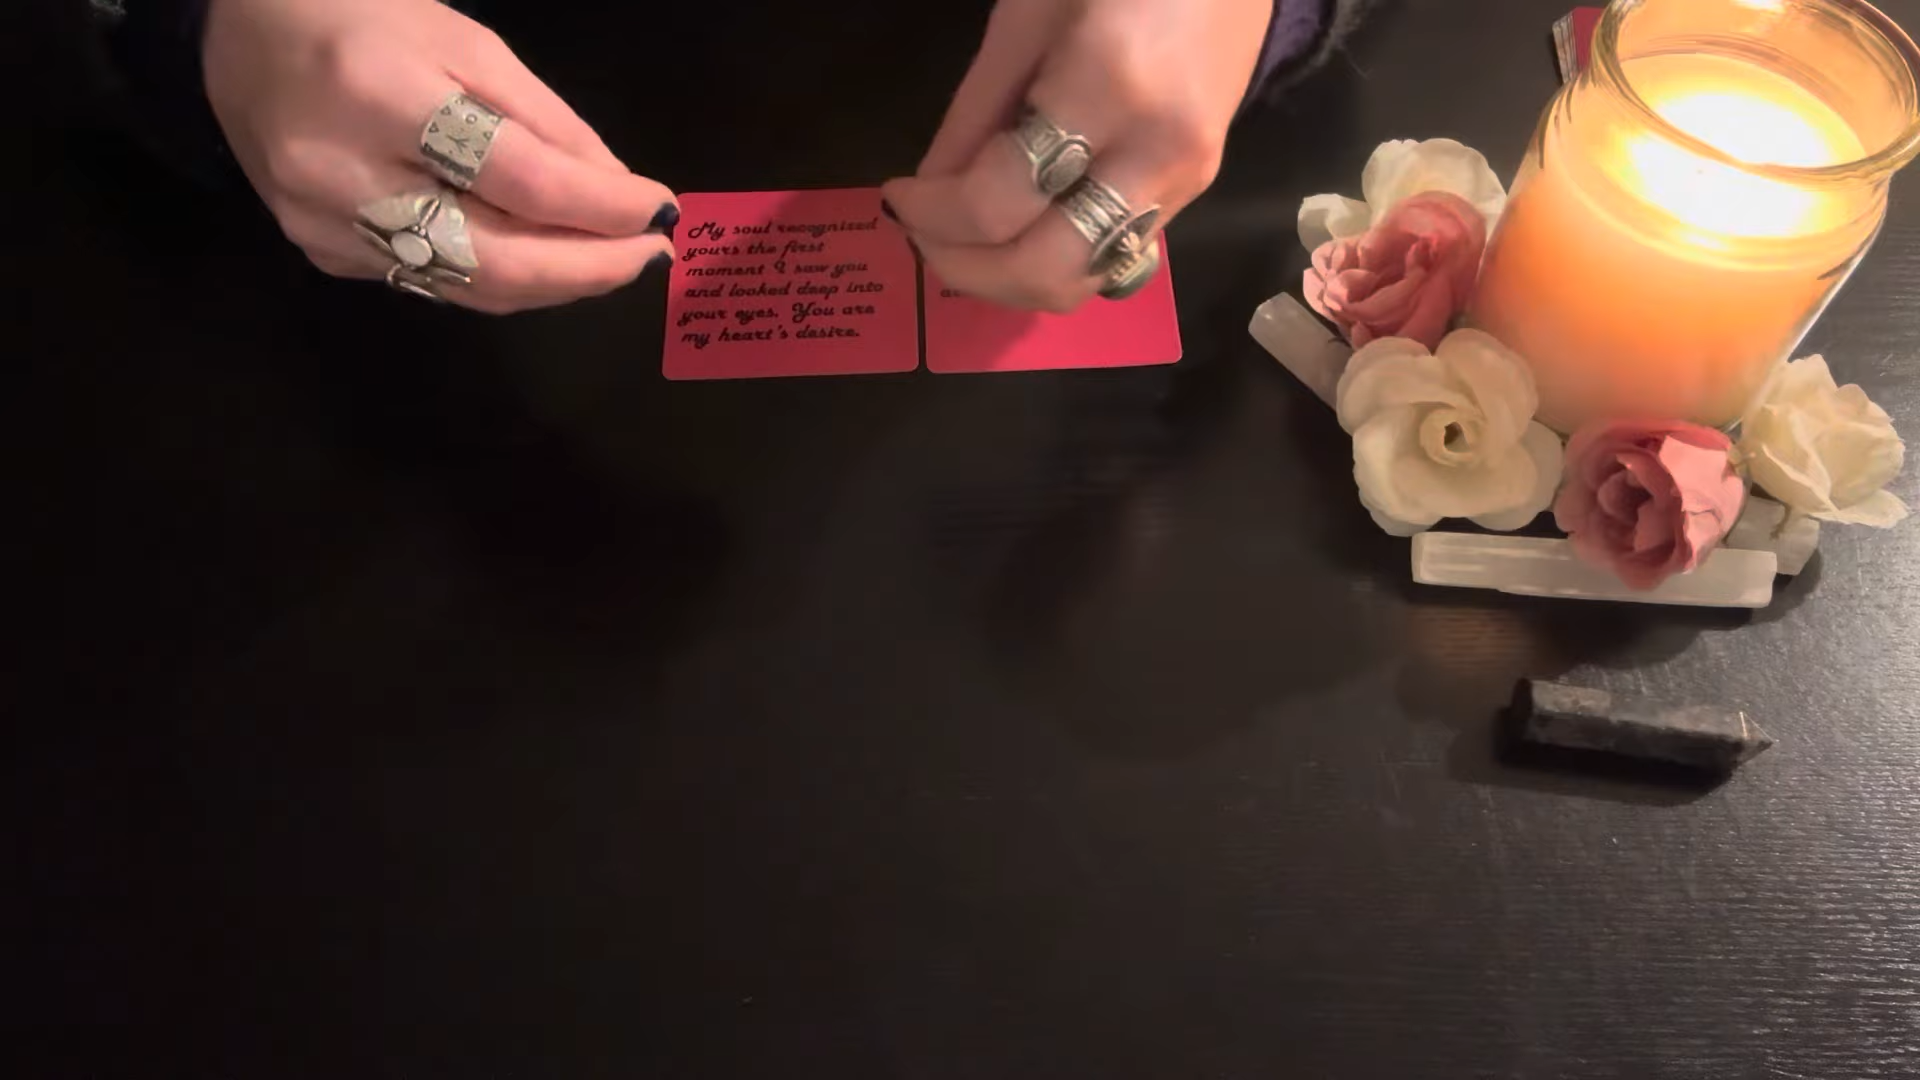 My soul recognized
yours the first
moment I saw you
and looked deep into
your eyes. You are
my heart's desire.